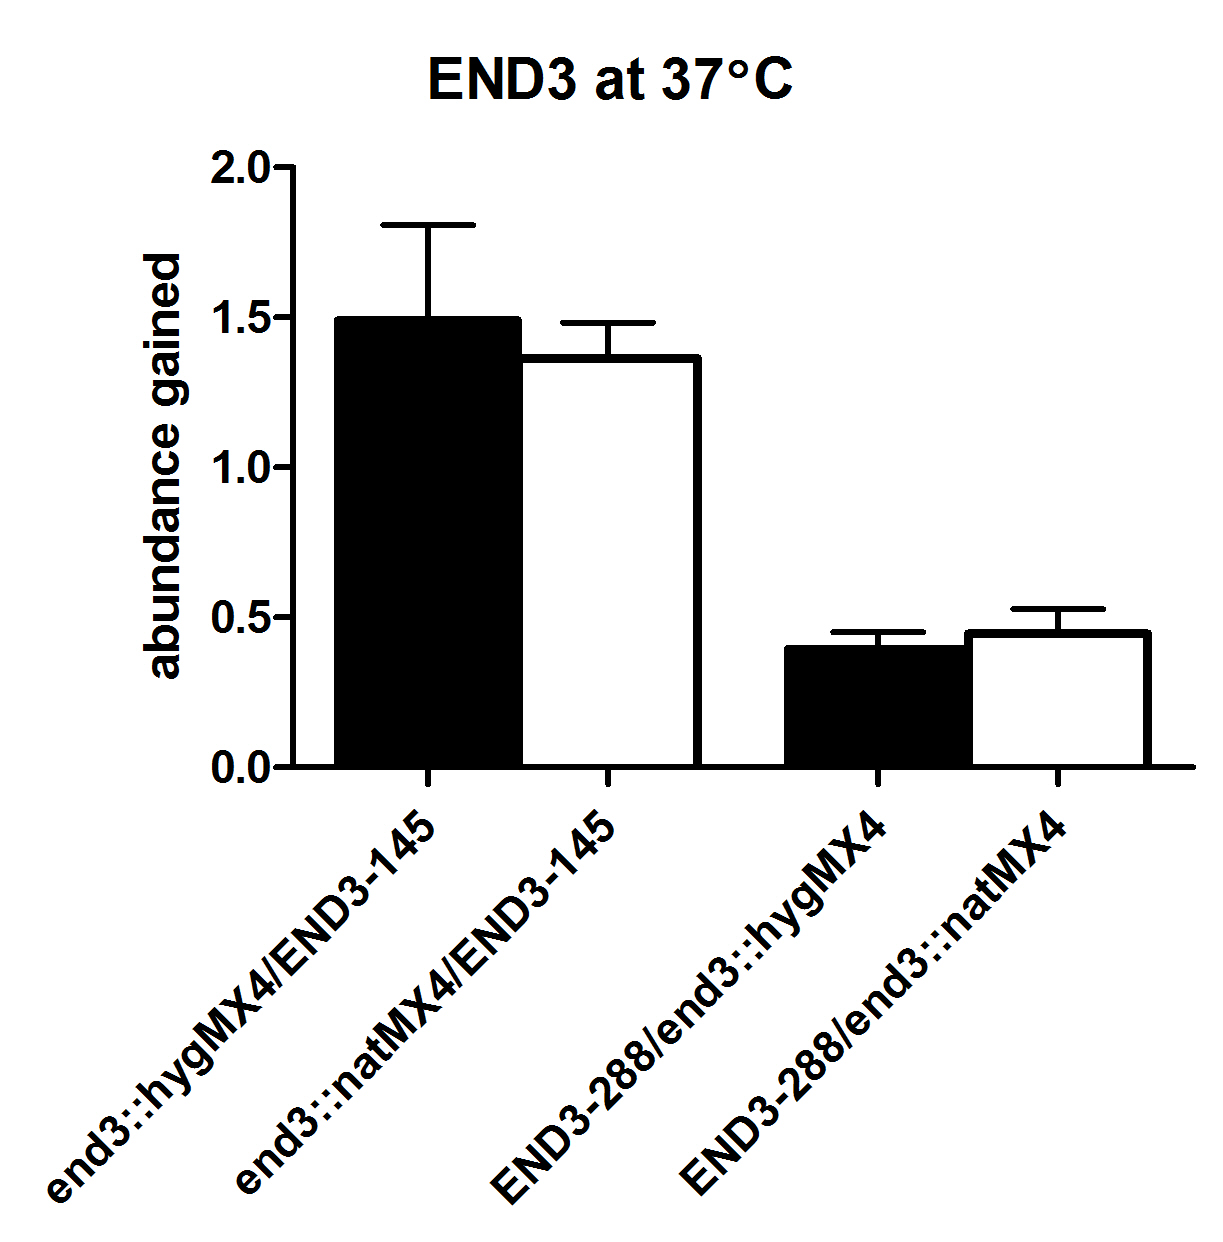 END3 at 37°C
abundance gained
2.0
1.5
1.0
0.5
0.0
end3::hygMX4/END3-145
end3::natMX4/END3-145
END3-288/end3::hygMX4
END3-288/end3::natMX4